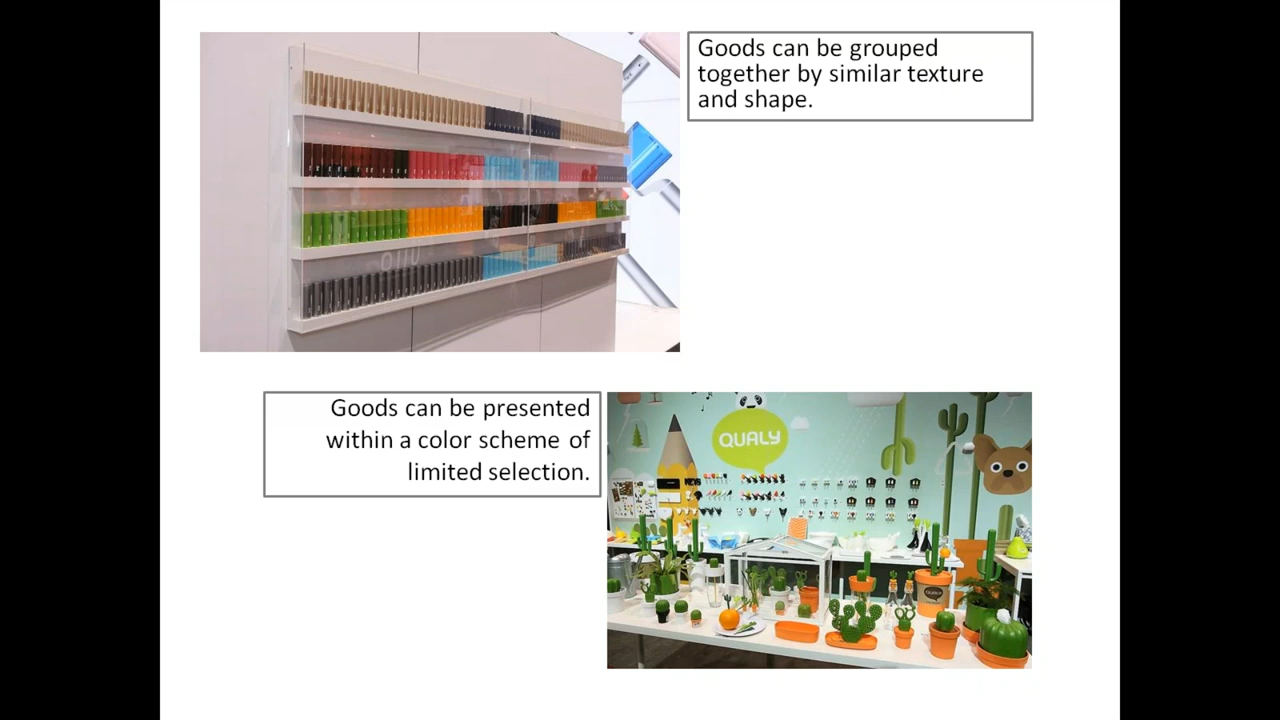 Goods can be grouped
together by similar texture
and shape.
Goods can be presented
within a color scheme of
limited selection.
QUALY
QUALY